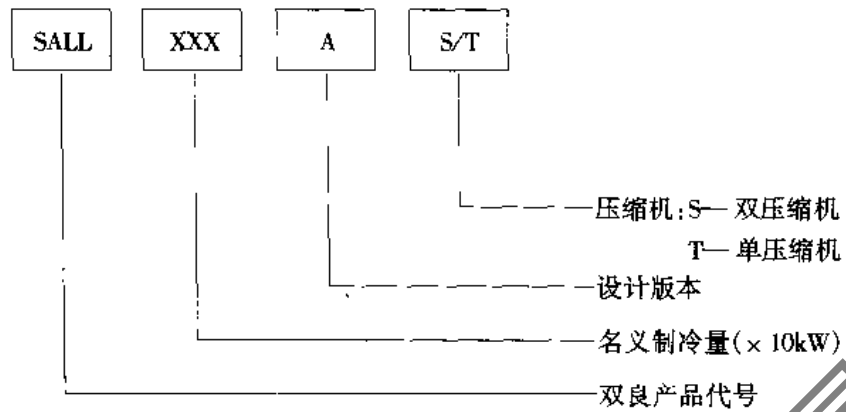 SALL XXX A S/T
压缩机:S— 双压缩机
T— 单压缩机
设计版本
名义制冷量(× 10kW)
双良产品代号